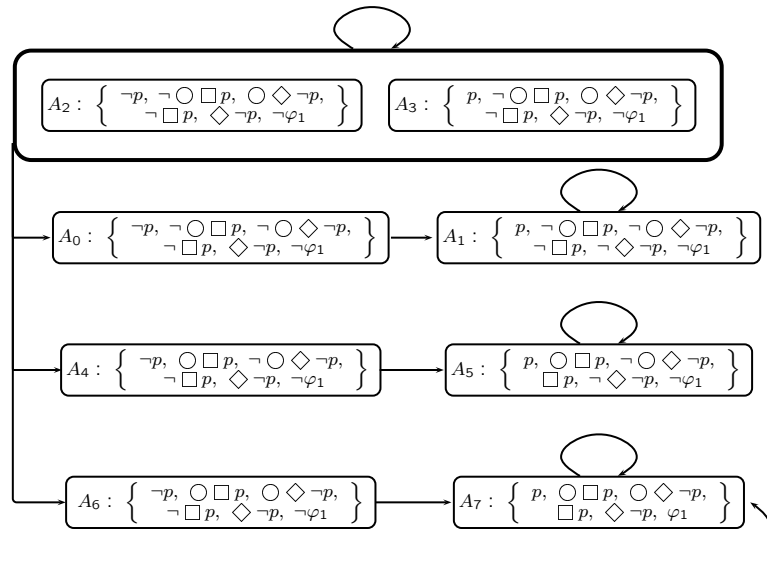 A₂ : { ¬p, ¬ ◯ □ p, ◯ ◇ ¬p,
¬ □ p, ◇ ¬p, ¬φ₁ }
A₃ : { p, ¬ ◯ □ p, ◯ ◇ ¬p,
¬ □ p, ◇ ¬p, ¬φ₁ }
A₀ : { ¬p, ¬ ◯ □ p, ¬ ◯ ◇ ¬p,
¬ □ p, ◇ ¬p, ¬φ₁ }
A₁ : { p, ¬ ◯ □ p, ¬ ◯ ◇ ¬p,
¬ □ p, ¬ ◇ ¬p, ¬φ₁ }
A₄ : { ¬p, ◯ □ p, ¬ ◯ ◇ ¬p,
¬ □ p, ◇ ¬p, ¬φ₁ }
A₅ : { p, ◯ □ p, ¬ ◯ ◇ ¬p,
□ p, ¬ ◇ ¬p, ¬φ₁ }
A₆ : { ¬p, ◯ □ p, ◯ ◇ ¬p,
¬ □ p, ◇ ¬p, ¬φ₁ }
A₇ : { p, ◯ □ p, ◯ ◇ ¬p,
□ p, ◇ ¬p, φ₁ }